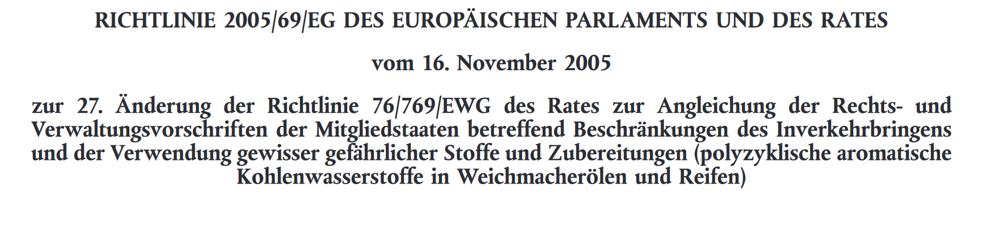 RICHTLINIE 2005/69/EG DES EUROPÄISCHEN PARLAMENTS UND DES RATES
vom 16. November 2005
zur 27. Änderung der Richtlinie 76/769/EWG des Rates zur Angleichung der Rechts- und
Verwaltungsvorschriften der Mitgliedstaaten betreffend Beschränkungen des Inverkehrbringens
und der Verwendung gewisser gefährlicher Stoffe und Zubereitungen (polyzyklische aromatische
Kohlenwasserstoffe in Weichmacherölen und Reifen)